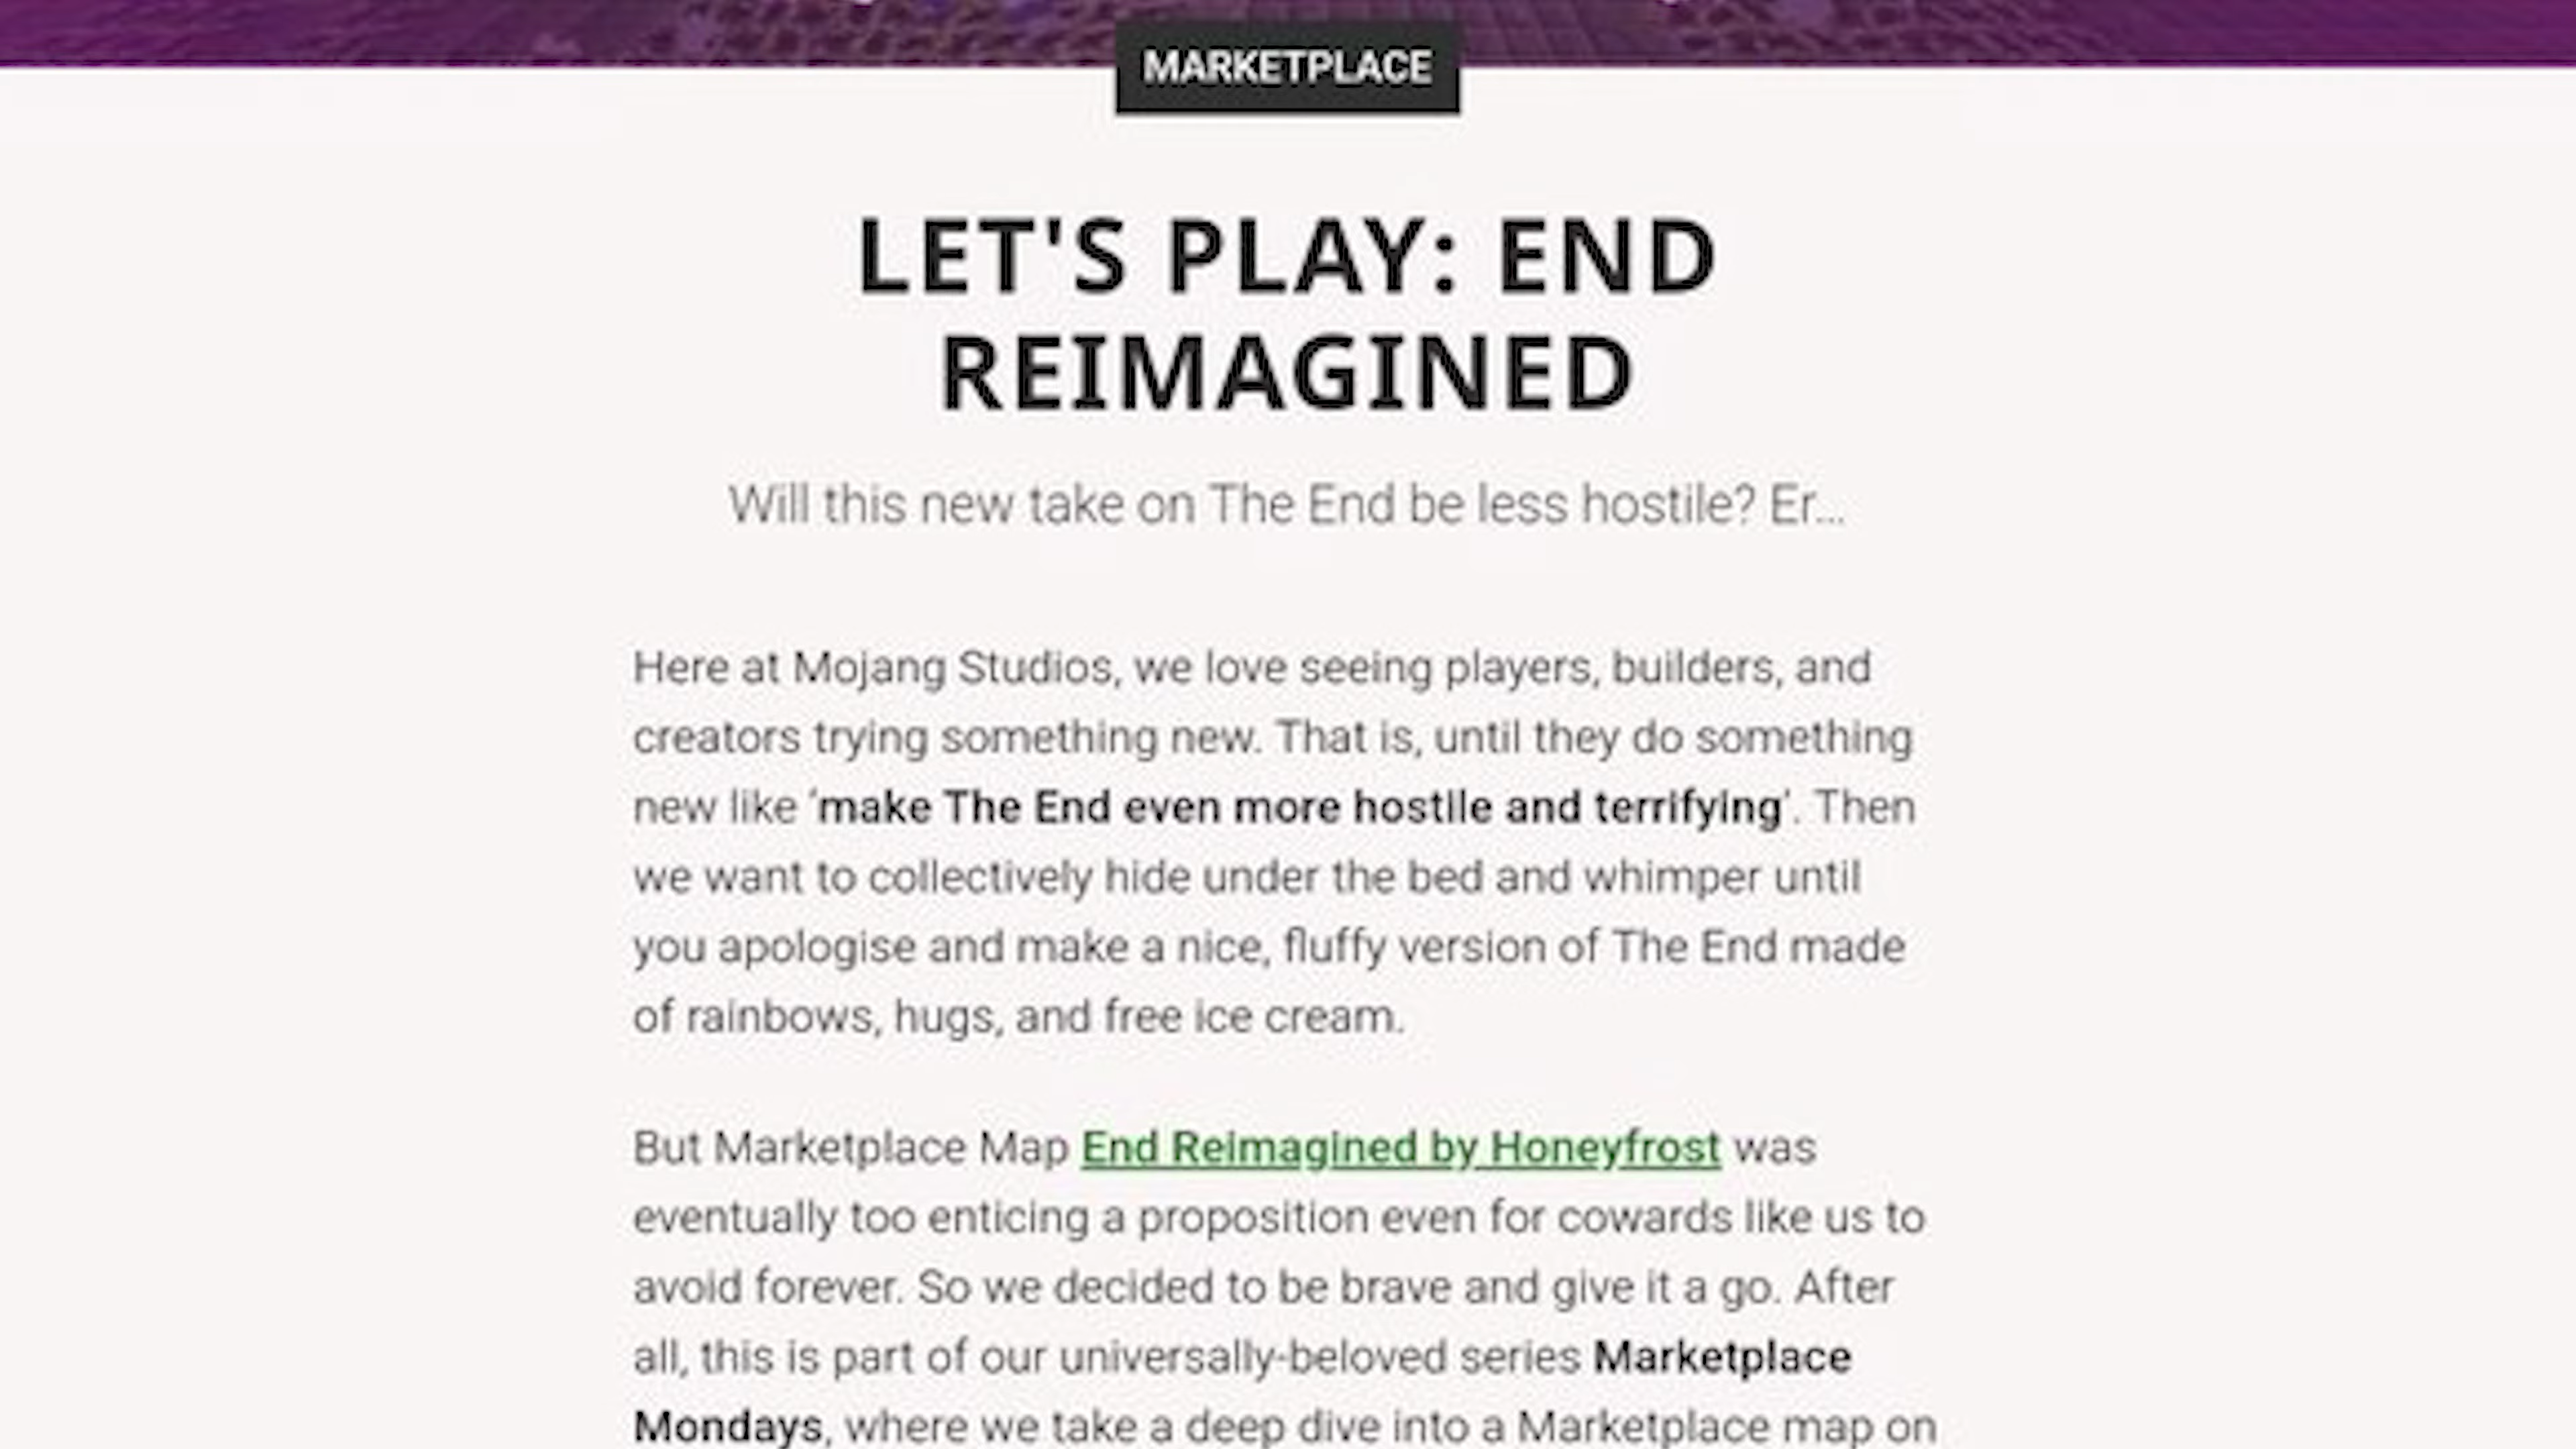 MARKETPLACE
LET'S PLAY: END
REIMAGINED
Will this new take on The End be less hostile? Er...
Here at Mojang Studios, we love seeing players, builders, and
creators trying something new. That is, until they do something
new like ‘make The End even more hostile and terrifying’. Then
we want to collectively hide under the bed and whimper until
you apologise and make a nice, fluffy version of The End made
of rainbows, hugs, and free ice cream.
But Marketplace Map End Reimagined by Honeyfrost was
eventually too enticing a proposition even for cowards like us to
avoid forever. So we decided to be brave and give it a go. After
all, this is part of our universally-beloved series Marketplace
Mondays, where we take a deep dive into a Marketplace map on